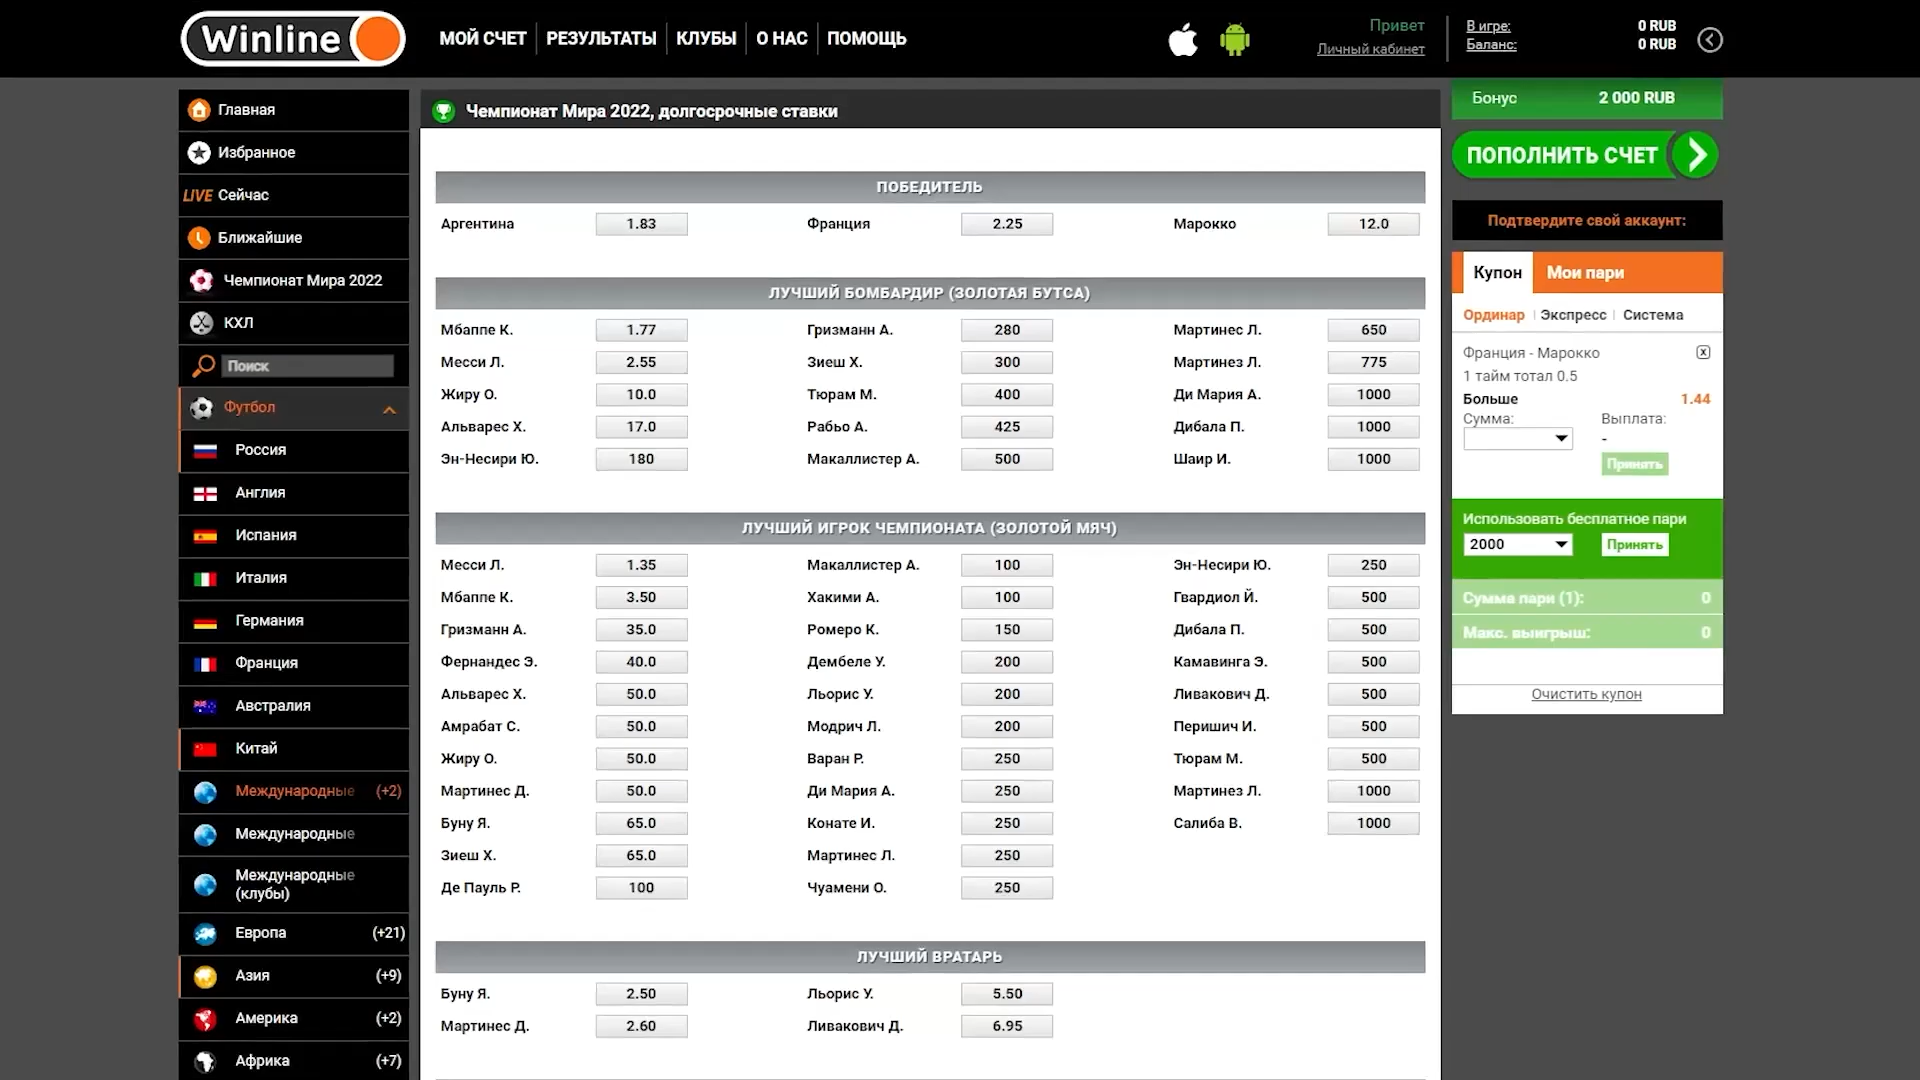 Winline
МОЙ СЧЕТ РЕЗУЛЬТАТЫ КЛУБЫ О НАС ПОМОЩЬ
Привет
Личный кабинет
В игре: 0 RUB
Баланс: 0 RUB
Главная
Избранное
LIVE Сейчас
Ближайшие
Чемпионат Мира 2022
КХЛ
Поиск
Футбол
Россия
Англия
Испания
Италия
Германия
Франция
Австралия
Китай
Международные (+2)
Международные
Международные
(клубы)
Европа (+21)
Азия (+9)
Америка (+2)
Африка (+7)
Чемпионат Мира 2022, долгосрочные ставки
ПОБЕДИТЕЛЬ
Аргентина 1.83 Франция 2.25 Марокко 12.0
ЛУЧШИЙ БОМБАРДИР (ЗОЛОТАЯ БУТСА)
Мбаппе К. 1.77 Гризманн А. 280 Мартинес Л. 650
Месси Л. 2.55 Зиеш Х. 300 Мартинез Л. 775
Жиру О. 10.0 Тюрам М. 400 Ди Мария А. 1000
Альварес Х. 17.0 Рабьо А. 425 Дибала П. 1000
Эн-Несири Ю. 180 Макаллистер А. 500 Шаир И. 1000
ЛУЧШИЙ ИГРОК ЧЕМПИОНАТА (ЗОЛОТОЙ МЯЧ)
Месси Л. 1.35 Макаллистер А. 100 Эн-Несири Ю. 250
Мбаппе К. 3.50 Хакими А. 100 Гвардиол Й. 500
Гризманн А. 35.0 Ромеро К. 150 Дибала П. 500
Фернандес Э. 40.0 Дембеле У. 200 Камавинга Э. 500
Альварес Х. 50.0 Льорис У. 200 Ливакович Д. 500
Амрабат С. 50.0 Модрич Л. 200 Перишич И. 500
Жиру О. 50.0 Варан Р. 250 Тюрам М. 500
Мартинес Д. 50.0 Ди Мария А. 250 Мартинез Л. 1000
Буну Я. 65.0 Конате И. 250 Салиба В. 1000
Зиеш Х. 65.0 Мартинес Л. 250
Де Пауль Р. 100 Чуамени О. 250
ЛУЧШИЙ ВРАТАРЬ
Буну Я. 2.50 Льорис У. 5.50
Мартинес Д. 2.60 Ливакович Д. 6.95
Бонус 2 000 RUB
ПОПОЛНИТЬ СЧЕТ
Подтвердите свой аккаунт:
Купон Мои пари
Ординар Экспресс Система
Франция - Марокко x
1 тайм тотал 0.5
Больше 1.44
Сумма: Выплата:
-
Принять
Использовать бесплатное пари
2000 Принять
Сумма пари (1): 0
Макс. выигрыш: 0
Очистить купон